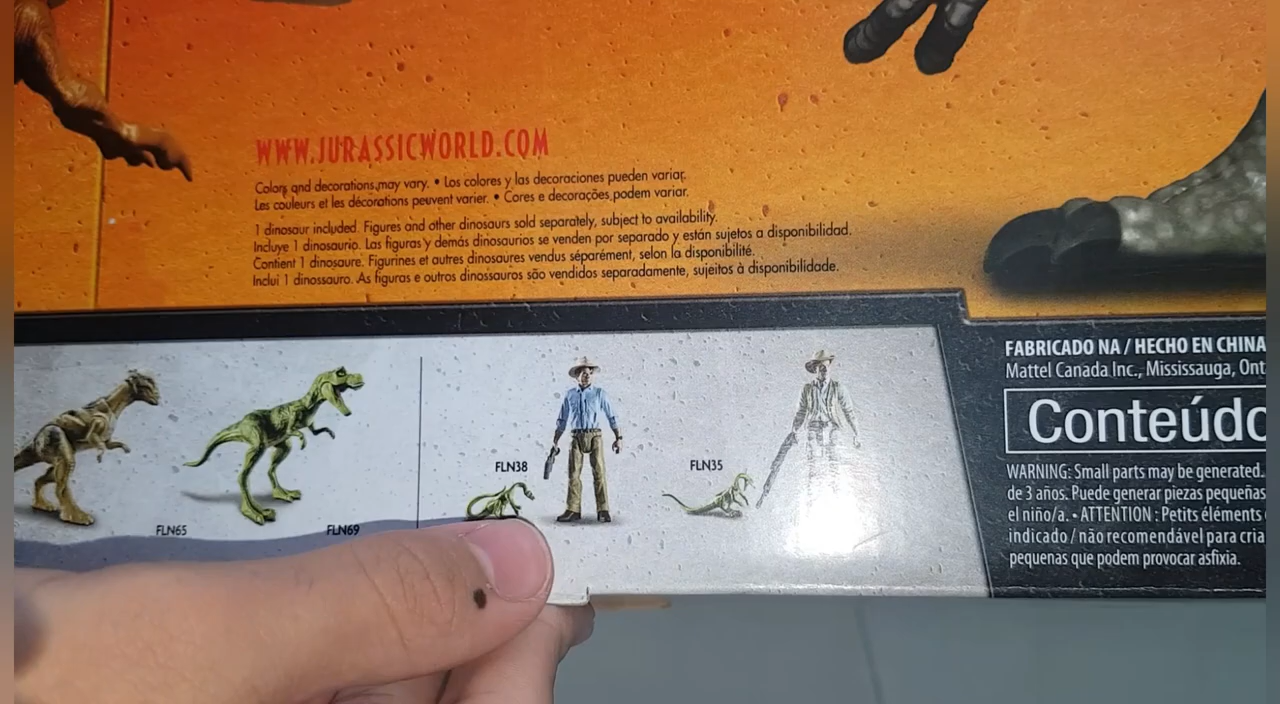 WWW.JURASSICWORLD.COM
Colors and decorations may vary. • Los colores y las decoraciones pueden variar.
Les couleurs et les décorations peuvent varier. • Cores e decorações podem variar.
1 dinosaur included. Figures and other dinosaurs sold separately, subject to availability.
Incluye 1 dinosaurio. Las figuras y demás dinosaurios se venden por separado y están sujetos a disponibilidad.
Contient 1 dinosaure. Figurines et autres dinosaures vendus séparément, selon la disponibilité.
Inclui 1 dinossauro. As figuras e outros dinossauros são vendidos separadamente, sujeitos à disponibilidade.
FLN65
FLN69
FLN38
FLN35
FABRICADO NA / HECHO EN CHINA
Mattel Canada Inc., Mississauga, Ont
Conteúdo
WARNING: Small parts may be generated.
de 3 años. Puede generar piezas pequeñas
el niño/a. • ATTENTION : Petits éléments
indicado / não recomendável para cria
pequenas que podem provocar asfixia.